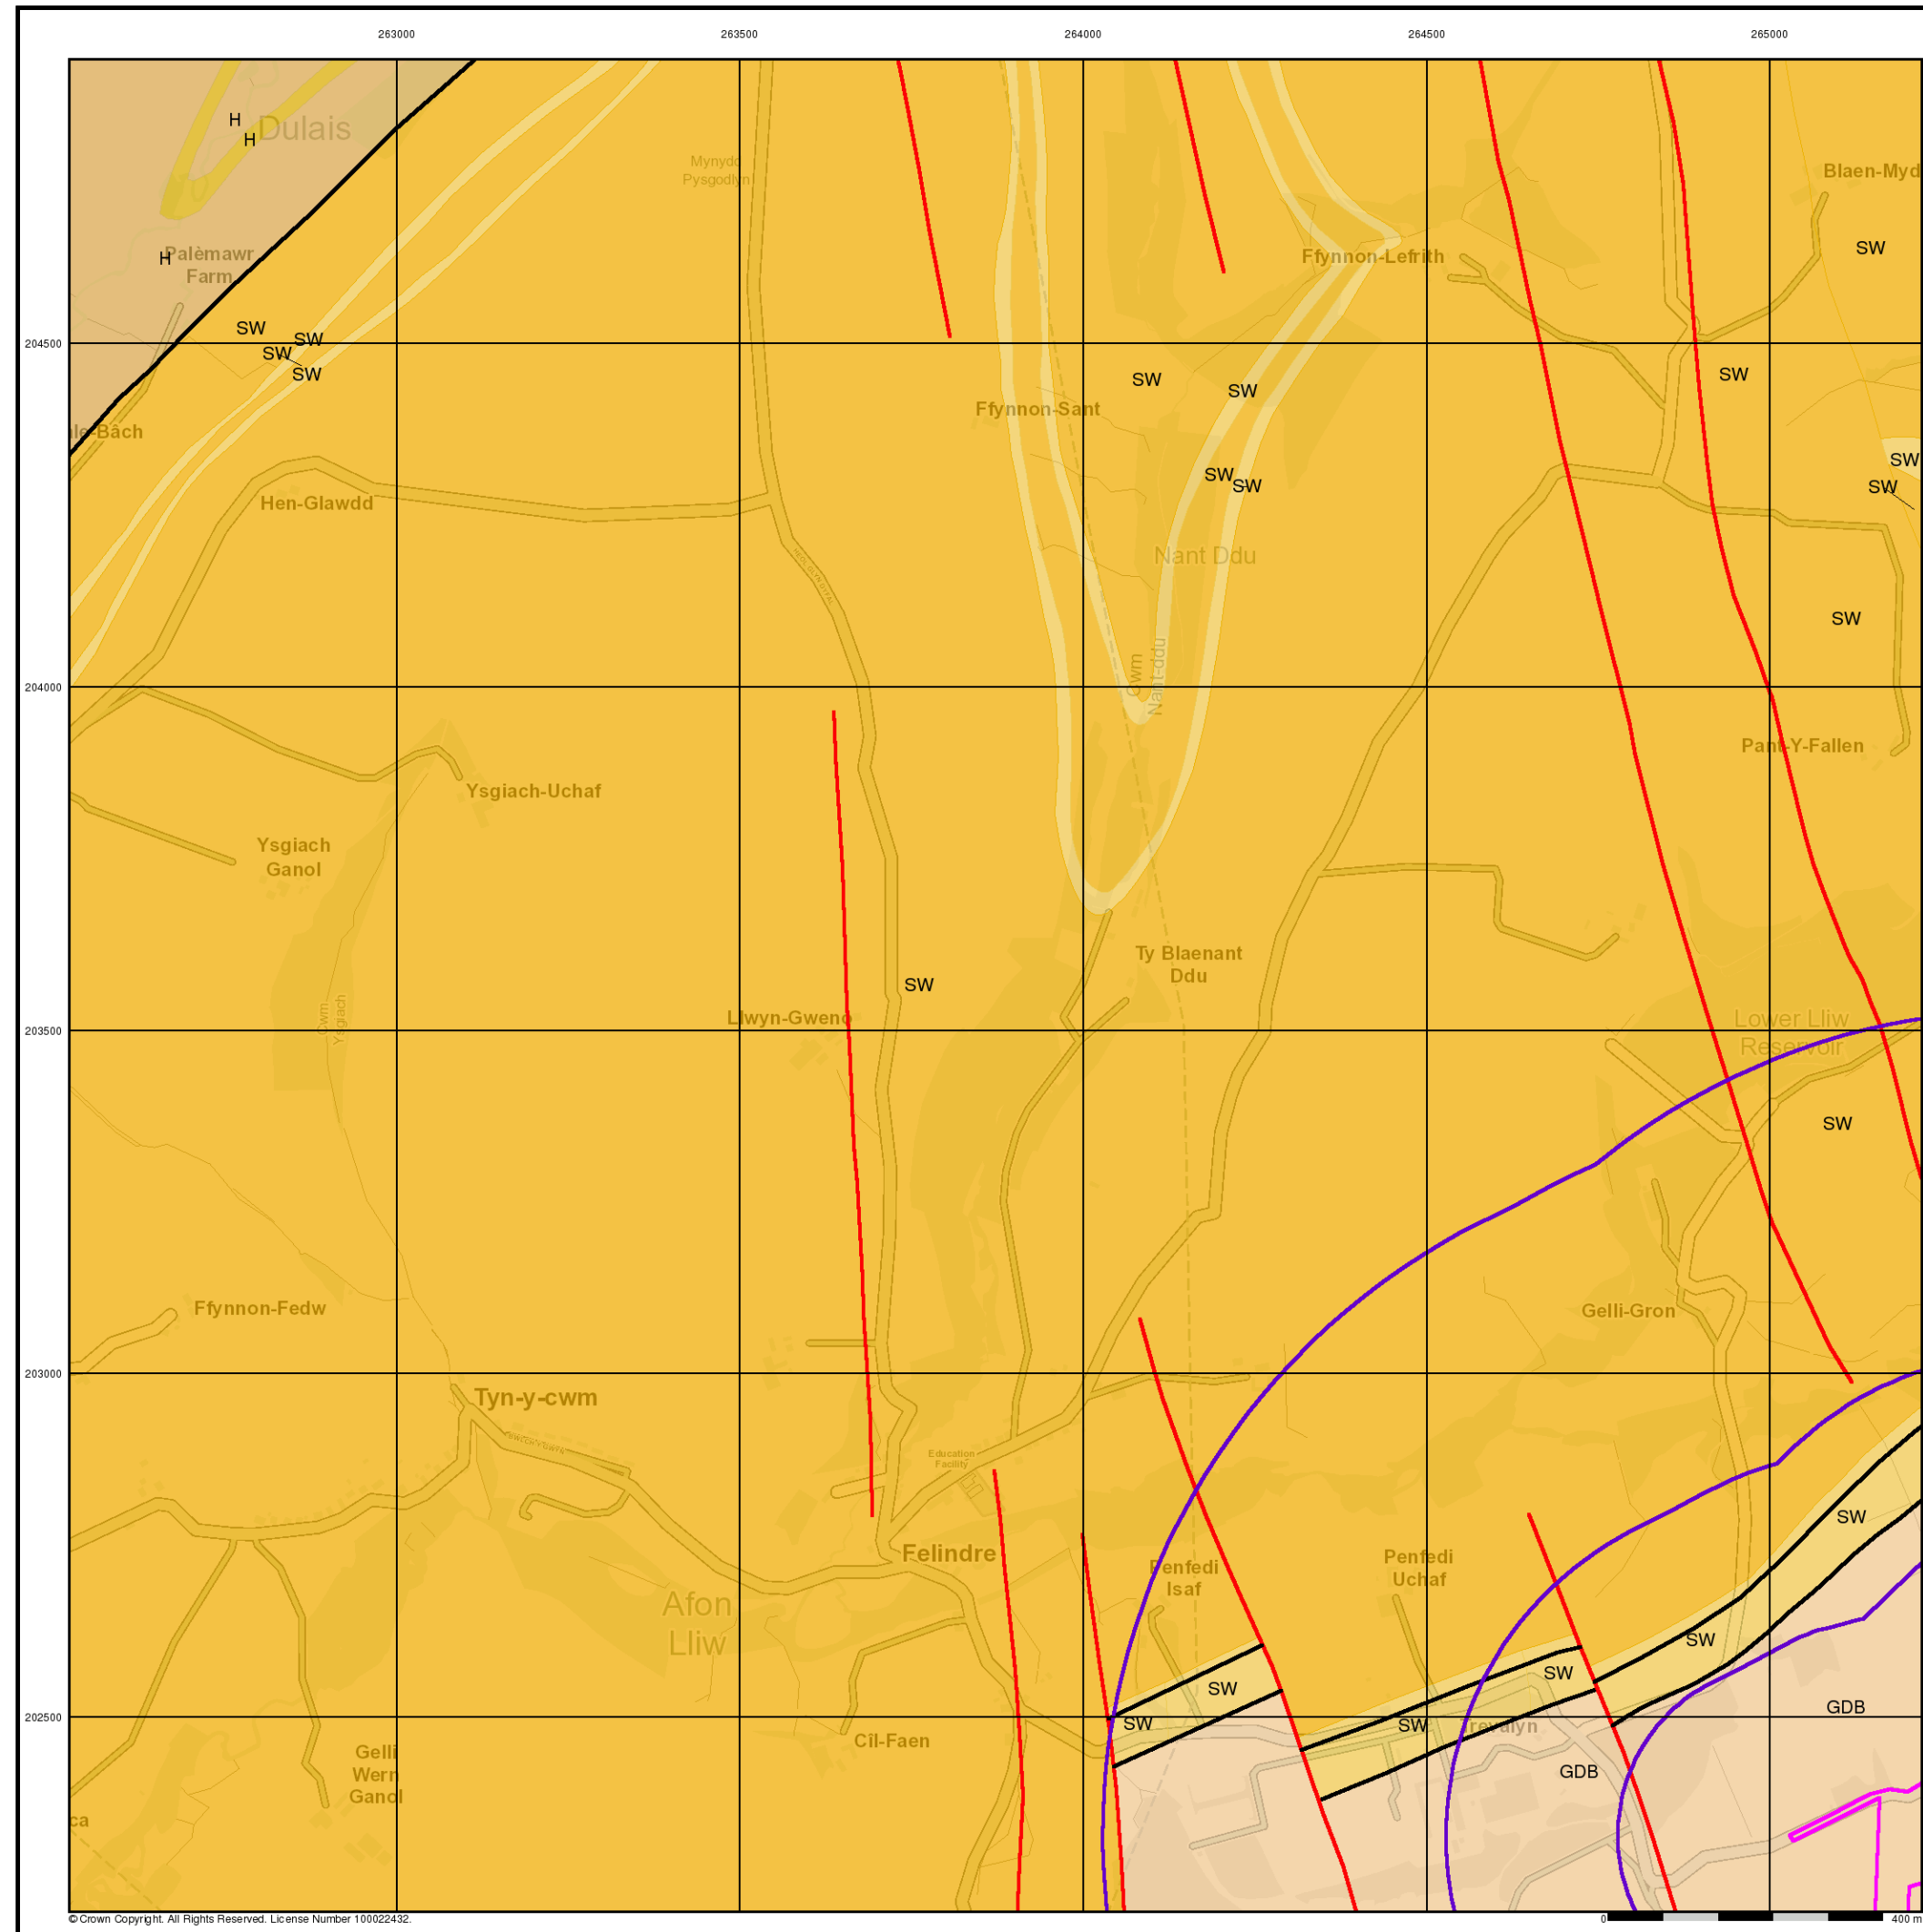 263000 263500 264000 264500 265000
H
H
Dulais
Mynydd
Pysgodlyn
Blaen-Myd
SW
Palèmawr
Farm
H
Ffynnon-Lefrith
SW
SW
SW
SW
204500
SW
SW
SW
Ffynnon-Sant
le-Bâch
SW
SW
SW
SW
Hen-Glawdd
Nant Ddu
SW
Cwm
Nant-ddu
204000
Pant-Y-Fallen
Ysgiach-Uchaf
Ysgiach
Ganol
Ty Blaenant
Ddu
SW
Cwm
Ysgiach
Llwyn-Gweno
Lower Lliw
Reservoir
203500
SW
Ffynnon-Fedw
Gelli-Gron
203000
Tyn-y-cwm
Education
Facility
SW
Felindre
Penfedi
Isaf
Penfedi
Uchaf
Afon
Lliw
SW
SW
SW
GDB
202500
SW
SW
Trevalyn
Cîl-Faen
Gelli
Wern
Ganol
GDB
ca
© Crown Copyright. All Rights Reserved. License Number 100022432.
0 400 m